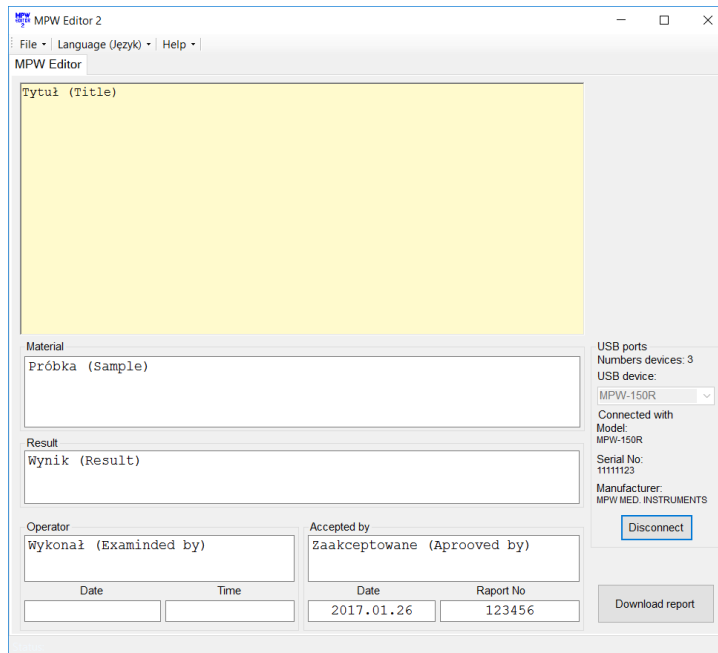 MPW Editor 2
File Language (Język) Help
MPW Editor
Tytuł (Title)
Material
Próbka (Sample)
Result
Wynik (Result)
Operator
Wykonał (Examinded by)
Date Time
Accepted by
Zaakceptowane (Aprooved by)
Date Raport No
2017.01.26 123456
USB ports
Numbers devices: 3
USB device:
MPW-150R
Connected with
Model:
MPW-150R
Serial No:
11111123
Manufacturer:
MPW MED. INSTRUMENTS
Disconnect
Download report